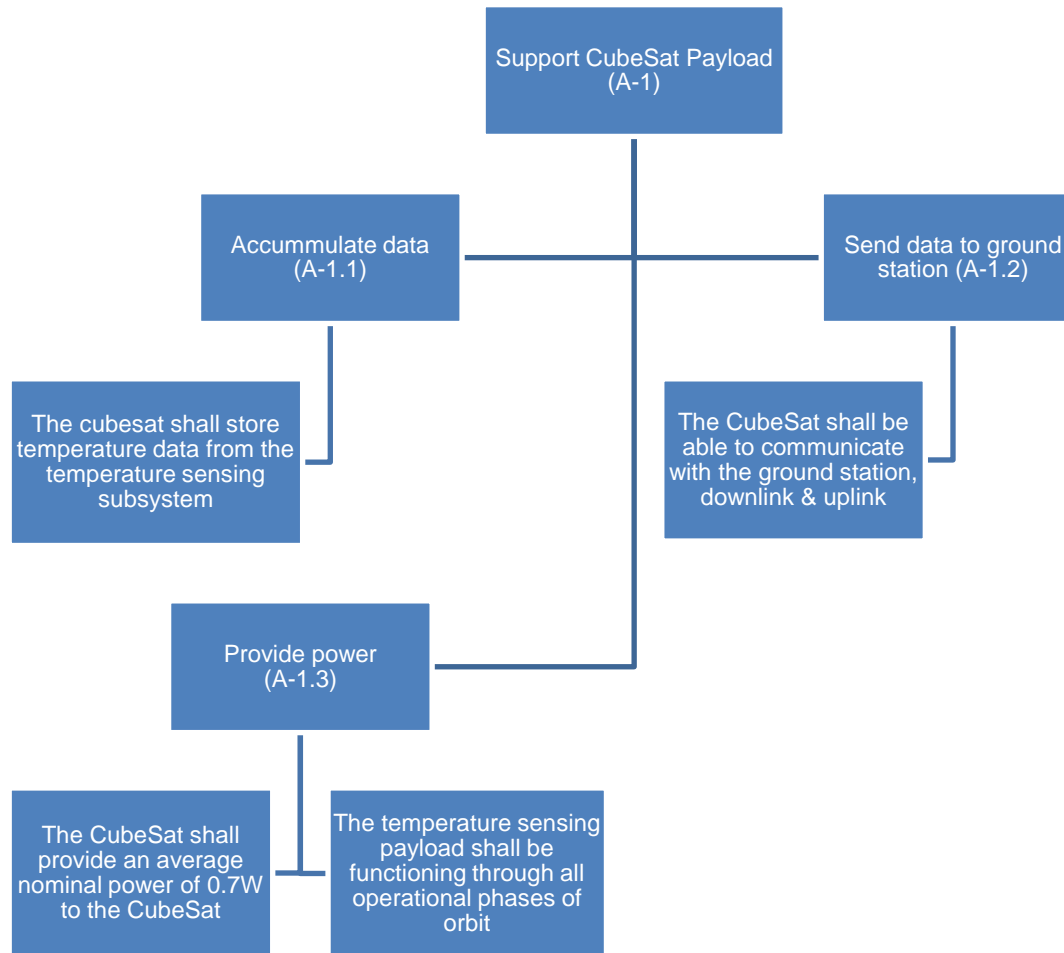 Support CubeSat Payload
(A-1)
Accummulate data
(A-1.1)
Send data to ground
station (A-1.2)
The cubesat shall store
temperature data from the
temperature sensing
subsystem
The CubeSat shall be
able to communicate
with the ground station,
downlink & uplink
Provide power
(A-1.3)
The CubeSat shall
provide an average
nominal power of 0.7W
to the CubeSat
The temperature sensing
payload shall be
functioning through all
operational phases of
orbit